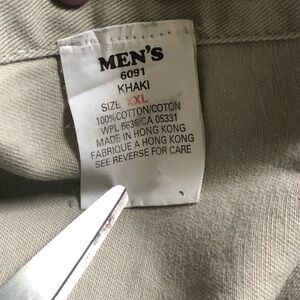 MEN'S
6091
KHAKI
SIZE XXL
100%COTTON/COTON
WPL 6635/CA 05331
MADE IN HONG KONG
FABRIQUE A HONG KONG
SEE REVERSE FOR CARE